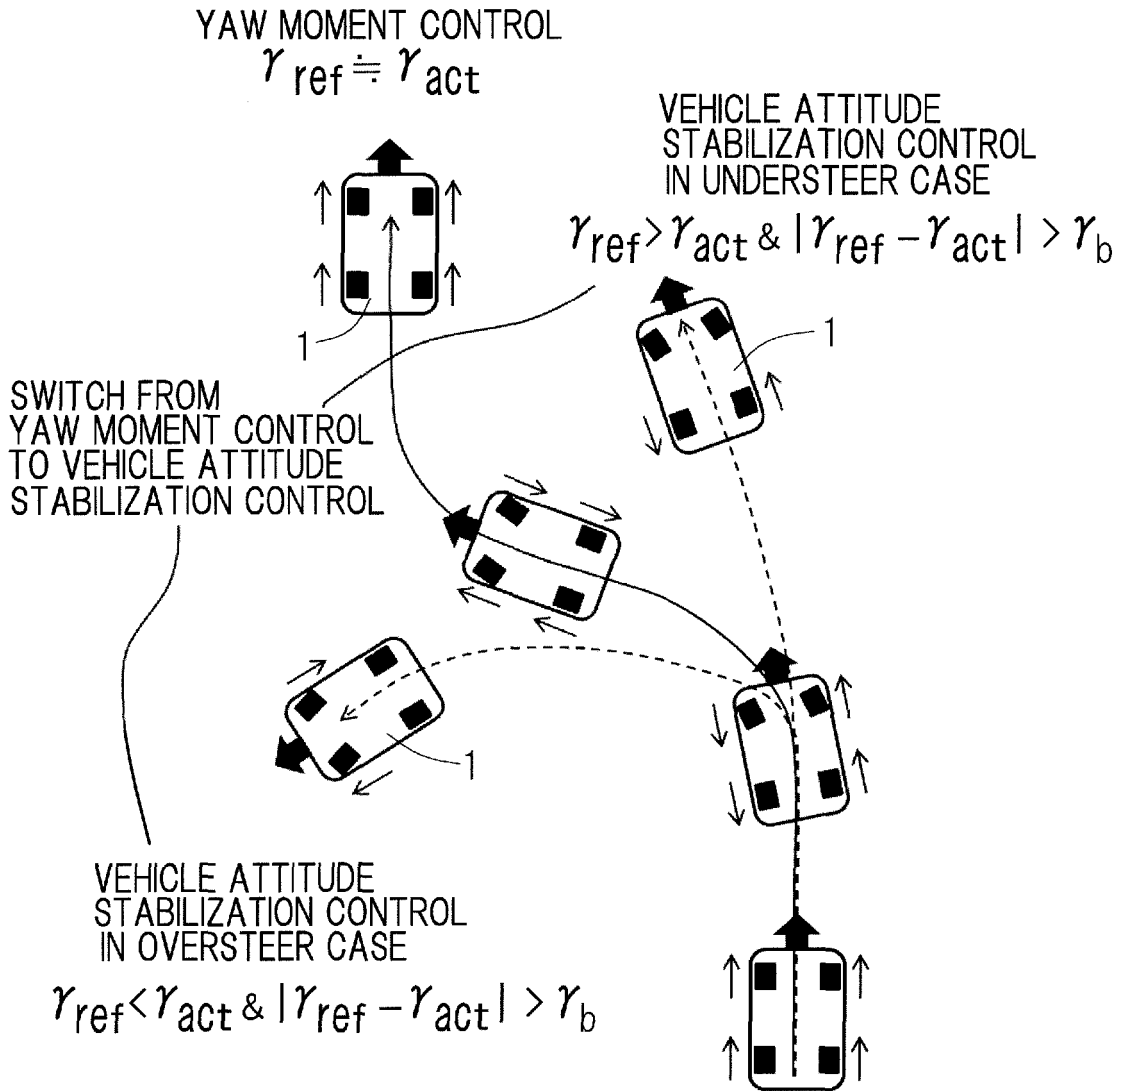 YAW MOMENT CONTROL
γref ≒ γact
VEHICLE ATTITUDE
STABILIZATION CONTROL
IN UNDERSTEER CASE
γref>γact & |γref −γact| > γb
1
1
SWITCH FROM
YAW MOMENT CONTROL
TO VEHICLE ATTITUDE
STABILIZATION CONTROL
1
VEHICLE ATTITUDE
STABILIZATION CONTROL
IN OVERSTEER CASE
γref<γact & |γref −γact| > γb